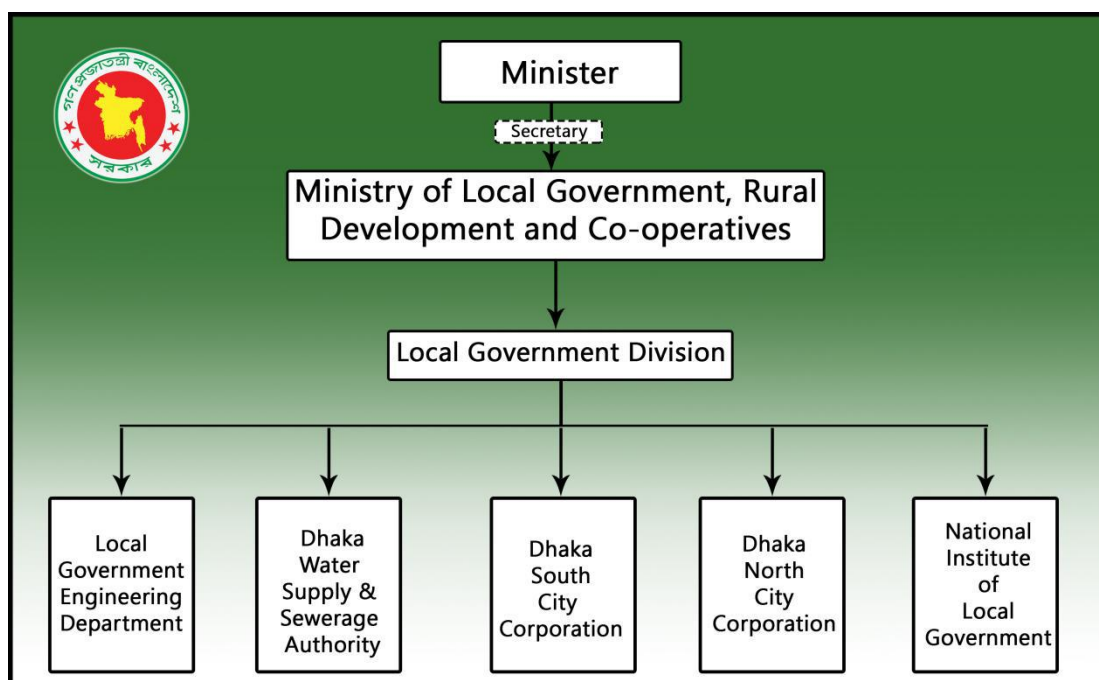 গণপ্রজাতন্ত্রী বাংলাদেশ
সরকার
Minister
Secretary
Ministry of Local Government, Rural
Development and Co-operatives
Local Government Division
Local
Government
Engineering
Department
Dhaka
Water
Supply &
Sewerage
Authority
Dhaka
South
City
Corporation
Dhaka
North
City
Corporation
National
Institute
of
Local
Government